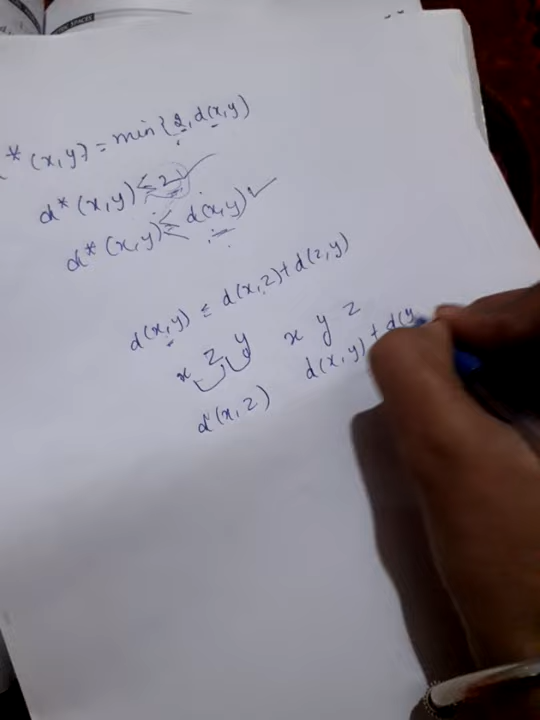 *(x,y) = min{2, d(x,y)
d*(x,y) ≤ 2
d*(x,y) ≤ d(x,y)
d(x,y) ≤ d(x,z)+d(z,y)
x z y x y z
d(x,z) d(x,y) + d(y